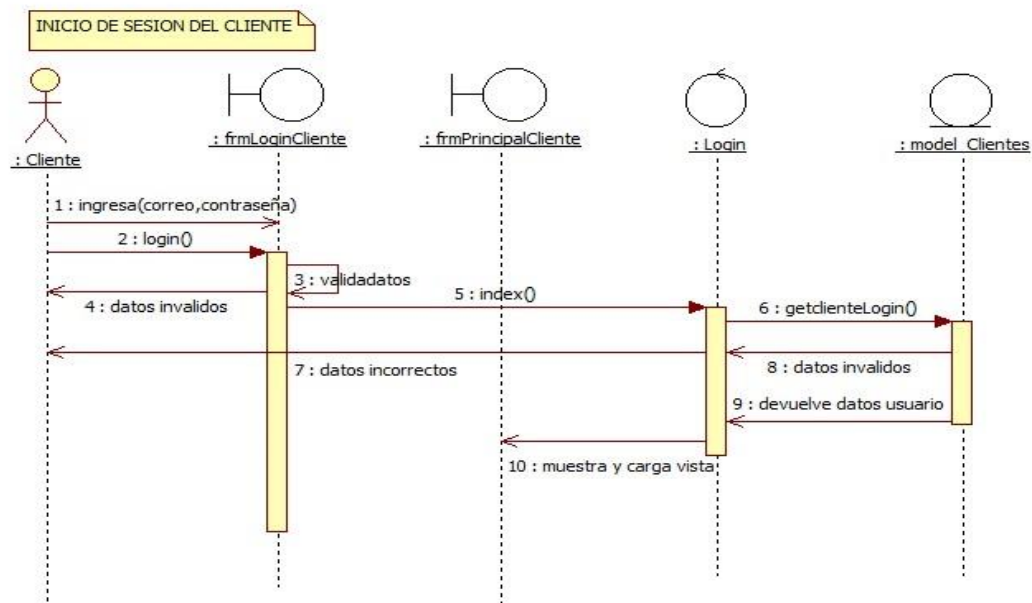 INICIO DE SESION DEL CLIENTE
: Cliente
: frmLoginCliente
: frmPrincipalCliente
: Login
: model_Clientes
1 : ingresa(correo,contraseña)
2 : login()
3 : validadatos
4 : datos invalidos
5 : index()
6 : getclienteLogin()
7 : datos incorrectos
8 : datos invalidos
9 : devuelve datos usuario
10 : muestra y carga vista